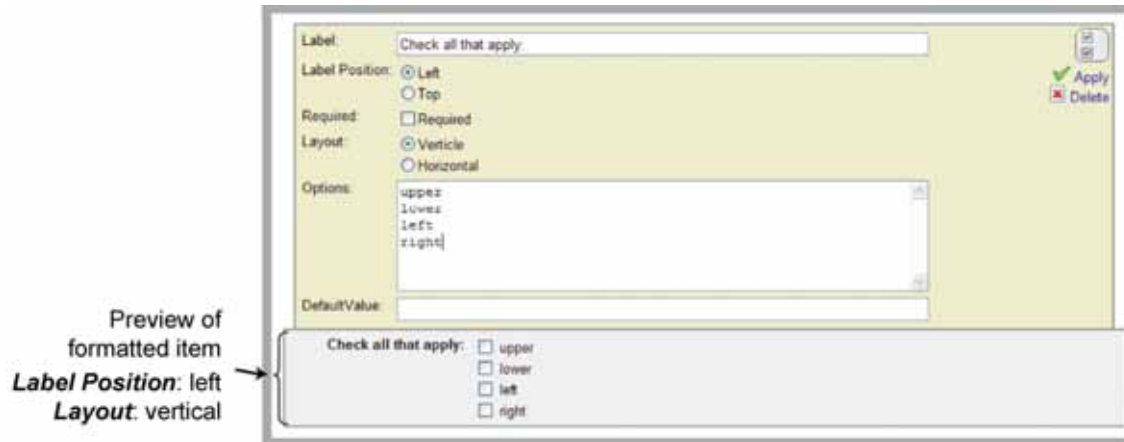 Label: Check all that apply:
Label Position: Left
Top
Apply
Delete
Required: Required
Layout: Verticle
Horizontal
Options: upper
lower
left
right
DefaultValue:
Preview of
formatted item
Label Position: left
Layout: vertical
Check all that apply: upper
lower
left
right